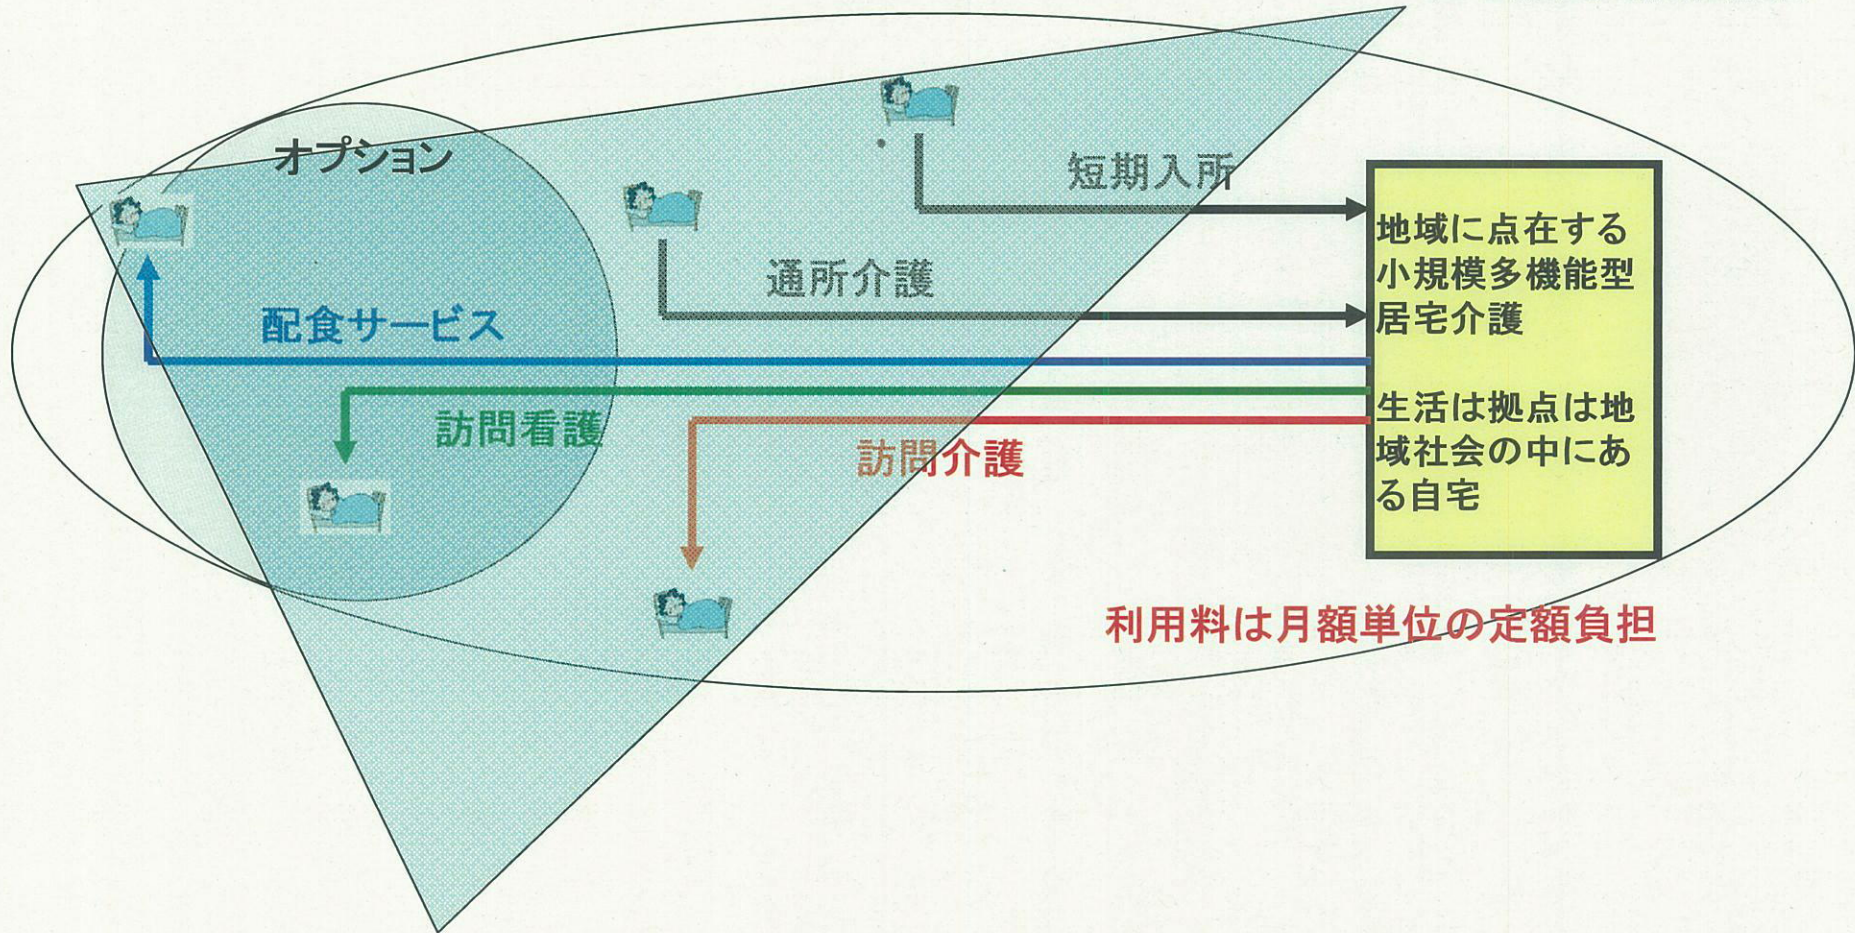 オプション
短期入所
通所介護
配食サービス
訪問看護
訪問介護
地域に点在する
小規模多機能型
居宅介護
生活は拠点は地
域社会の中にあ
る自宅
利用料は月額単位の定額負担